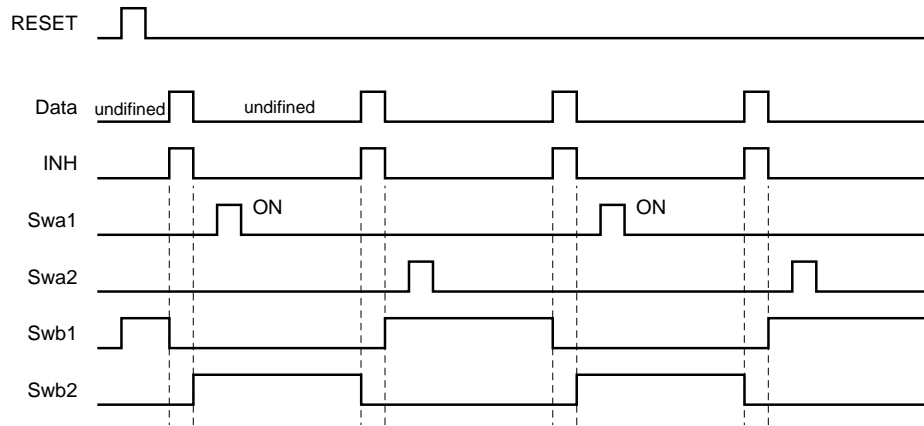 RESET
Data undifined undifined
INH
Swa1 ON ON
Swa2
Swb1
Swb2